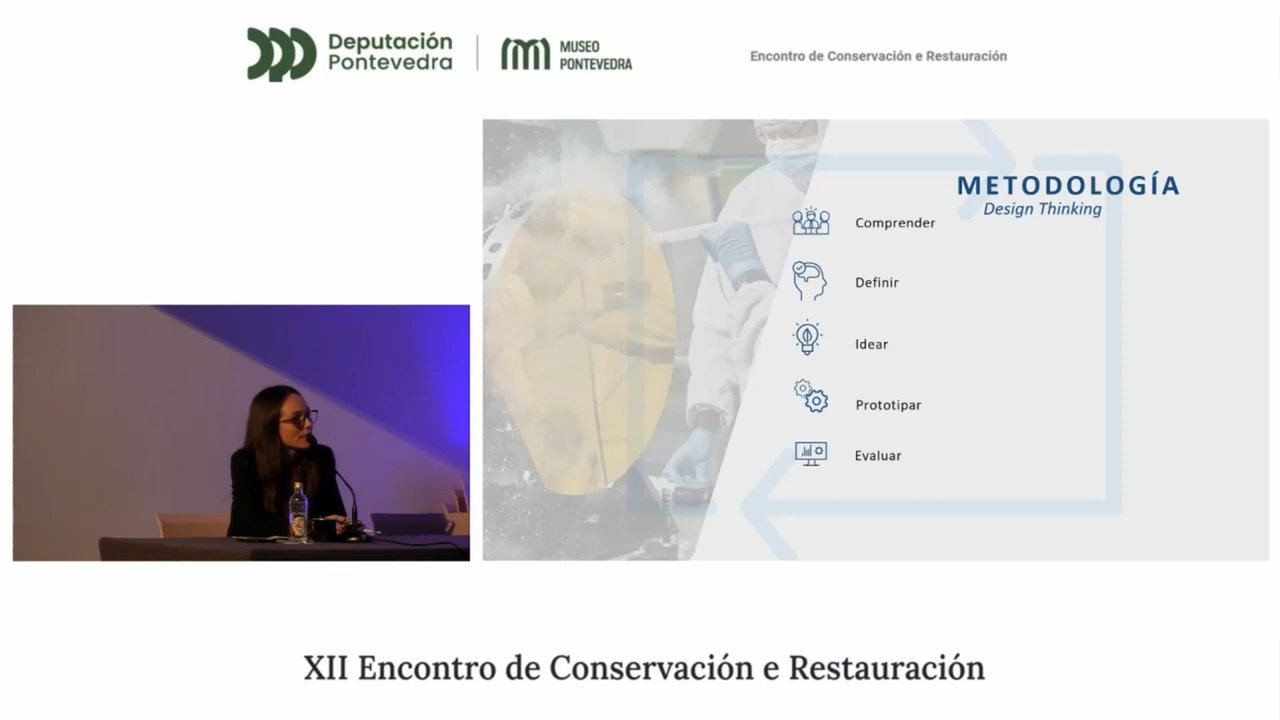 Deputación
Pontevedra
MUSEO
PONTEVEDRA
Encontro de Conservación e Restauración
METODOLOGÍA
Design Thinking
Comprender
Definir
Idear
Prototipar
Evaluar
XII Encontro de Conservación e Restauración